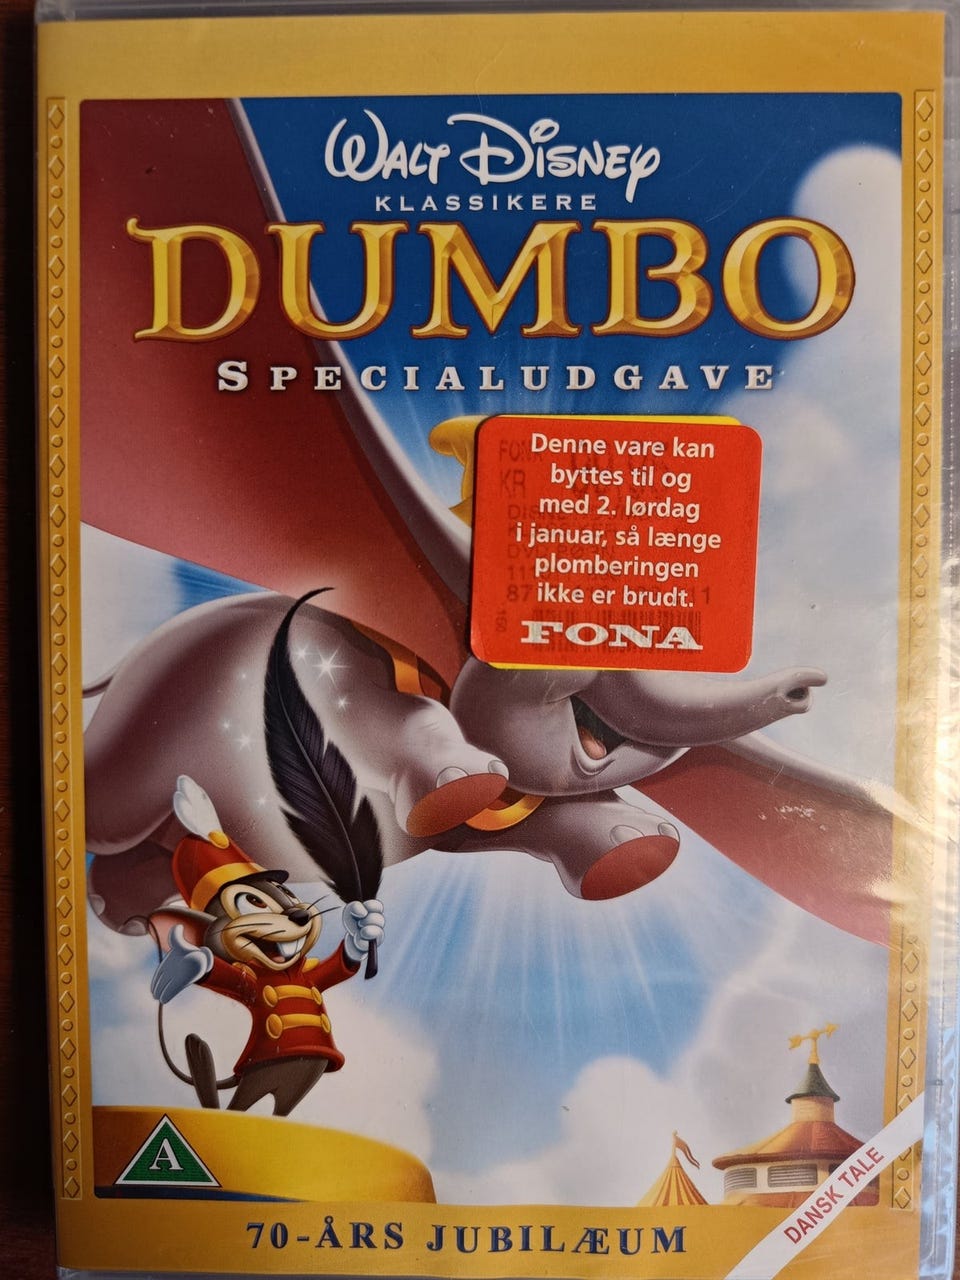 WALT DISNEY
KLASSIKERE
DUMBO
SPECIALUDGAVE
Denne vare kan
byttes til og
med 2. lørdag
i januar, så længe
plomberingen
ikke er brudt.
FONA
A
DANSK TALE
70-ÅRS JUBILÆUM